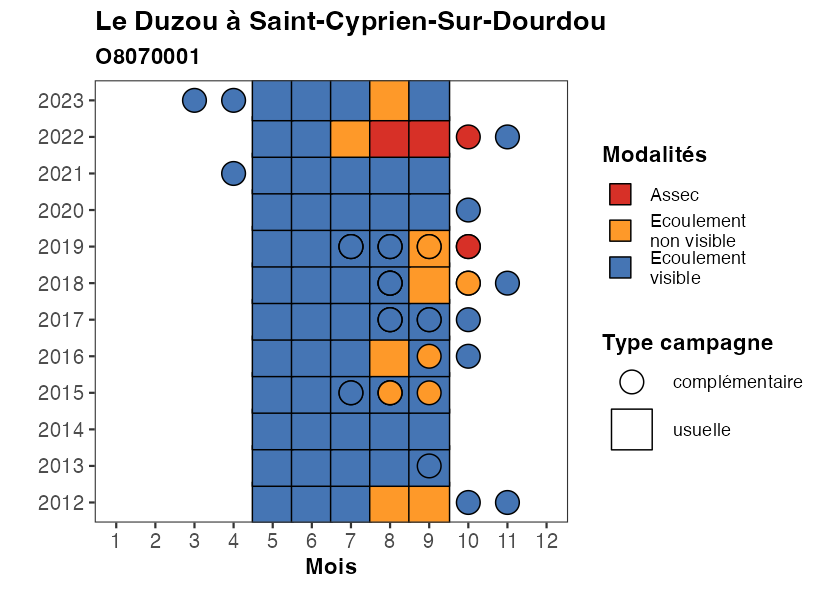 Le Duzou à Saint-Cyprien-Sur-Dourdou
O8070001
2023
2022
2021
2020
2019
2018
2017
2016
2015
2014
2013
2012
1 2 3 4 5 6 7 8 9 10 11 12
Mois
Modalités
Assec
Ecoulement
non visible
Ecoulement
visible
Type campagne
complémentaire
usuelle